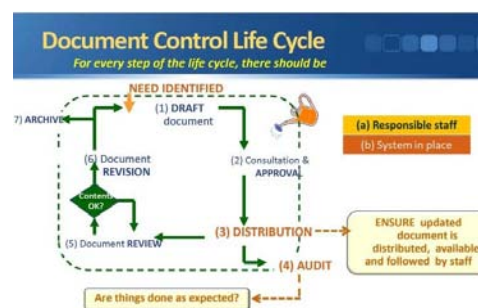 Document Control Life Cycle
For every step of the life cycle, there should be
NEED IDENTIFIED
(1) DRAFT
document
7) ARCHIVE
(a) Responsible staff
(b) System in place
(6) Document
REVISION
(2) Consultation &
APPROVAL
Contents
OK?
(3) DISTRIBUTION
(5) Document REVIEW
(4) AUDIT
ENSURE updated
document is
distributed, available
and followed by staff
Are things done as expected?